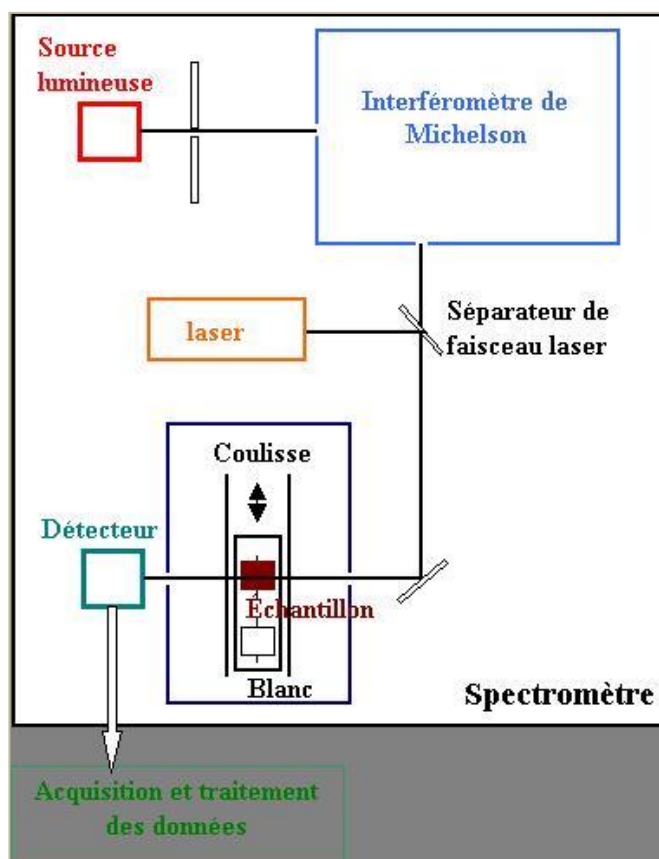 Source
lumineuse
Interféromètre de
Michelson
laser
Séparateur de
faisceau laser
Coulisse
Détecteur
Échantillon
Blanc
Spectromètre
Acquisition et traitement
des données